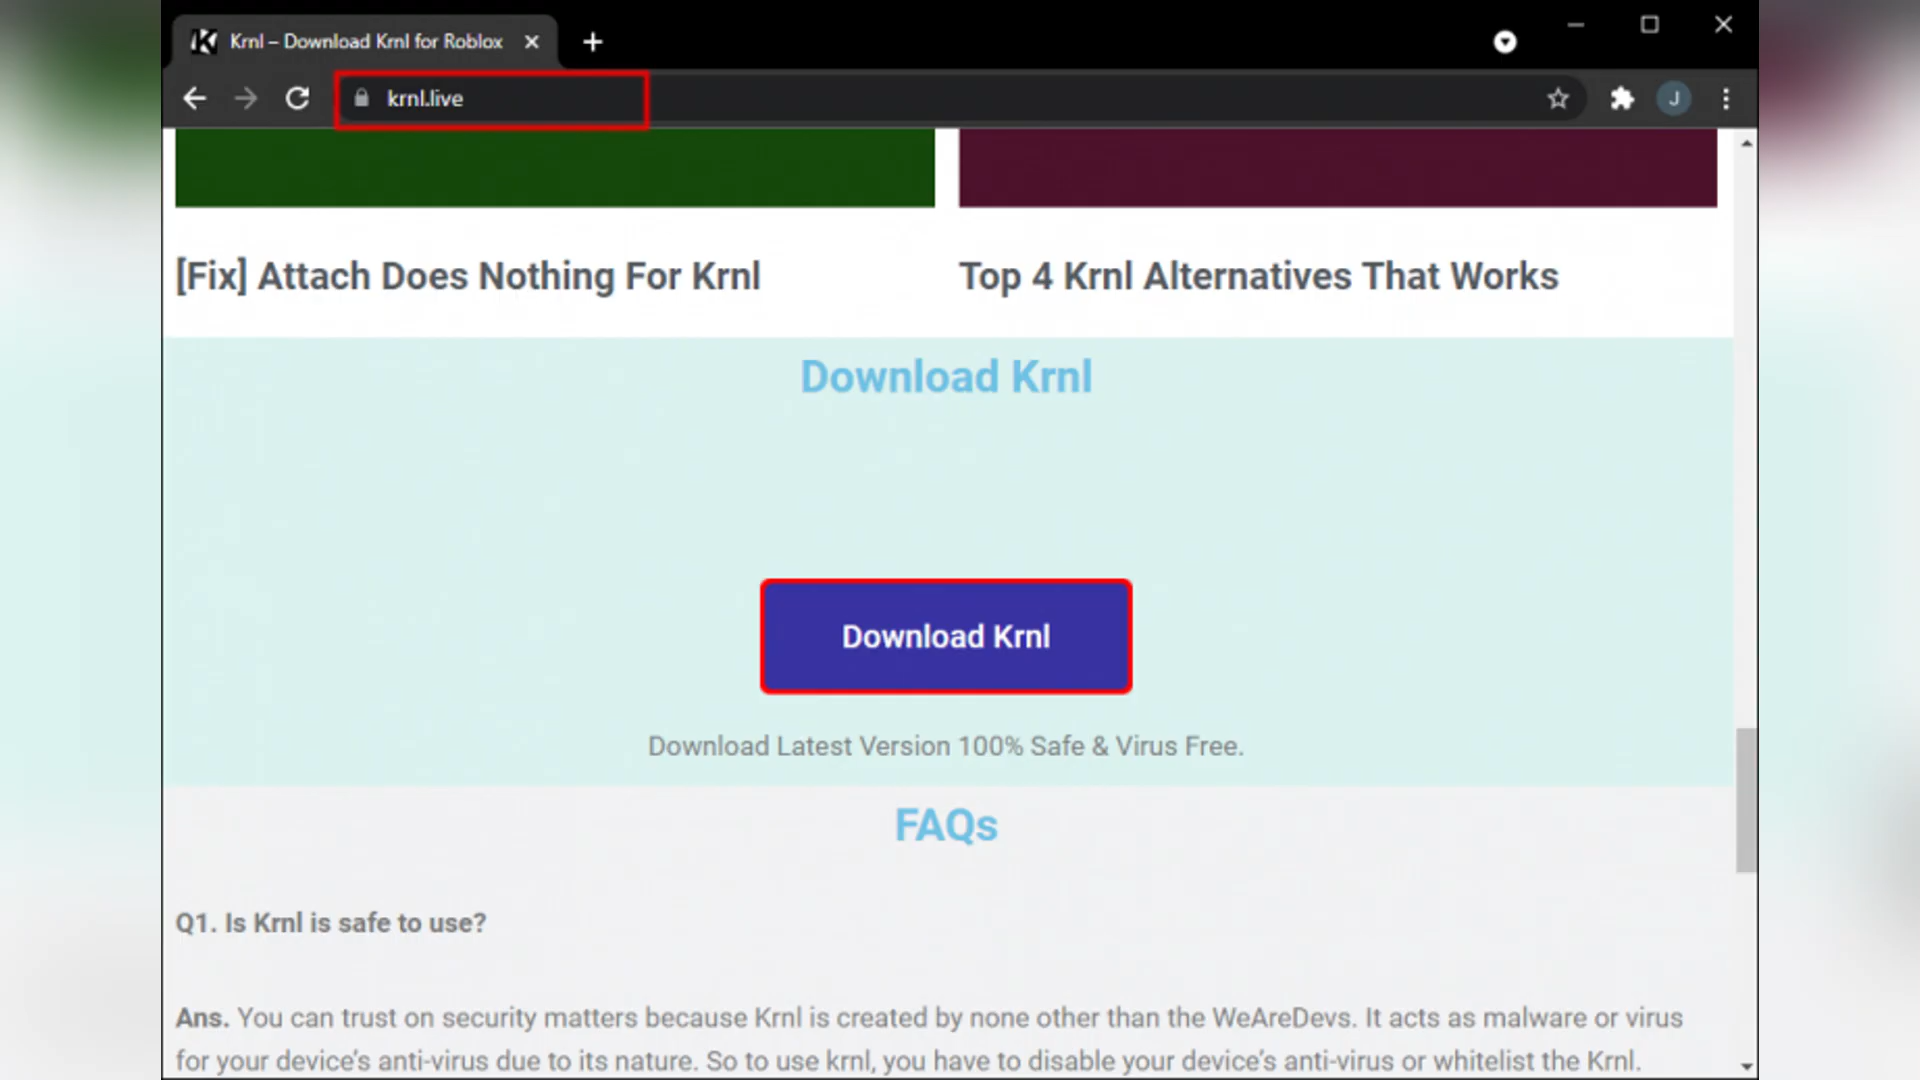 Krnl – Download Krnl for Roblox
krnl.live
J
[Fix] Attach Does Nothing For Krnl
Top 4 Krnl Alternatives That Works
Download Krnl
Download Krnl
Download Latest Version 100% Safe & Virus Free.
FAQs
Q1. Is Krnl is safe to use?
Ans. You can trust on security matters because Krnl is created by none other than the WeAreDevs. It acts as malware or virus
for your device's anti-virus due to its nature. So to use krnl, you have to disable your device's anti-virus or whitelist the Krnl.